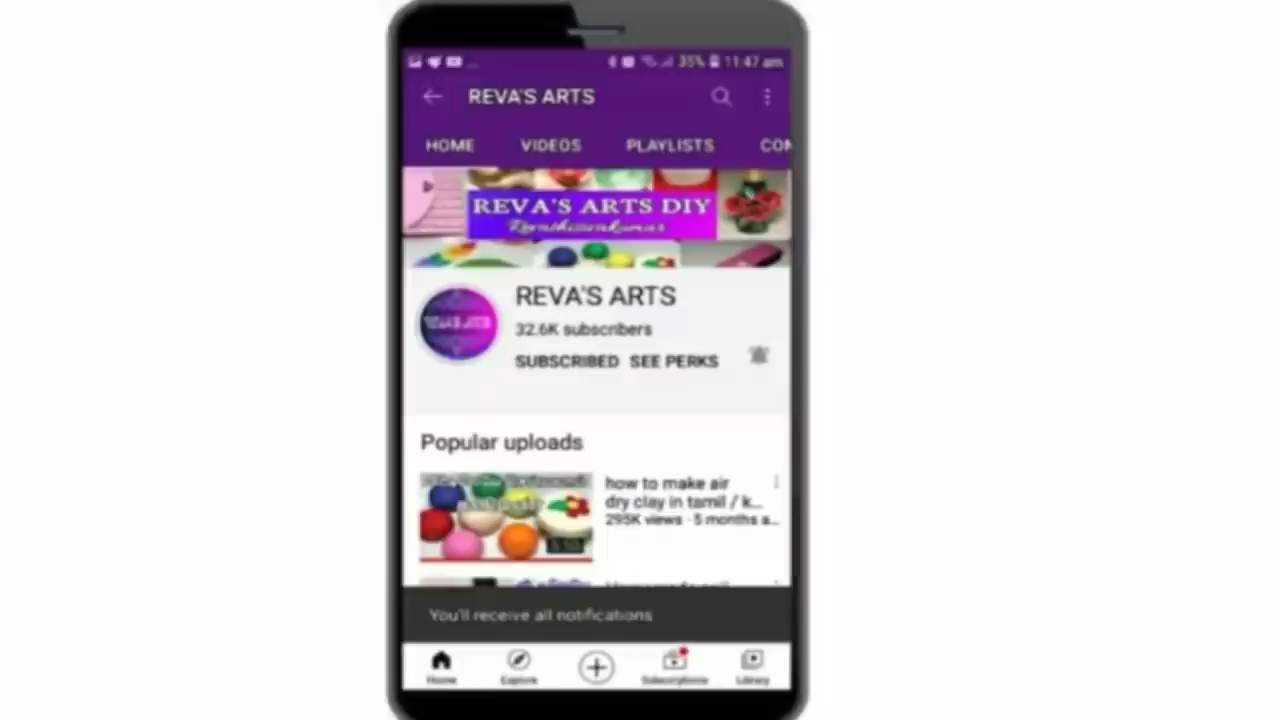 35% 11:47 am
REVA'S ARTS
HOME VIDEOS PLAYLISTS CON
REVA'S ARTS DIY
REVA'S ARTS
32.6K subscribers
SUBSCRIBED SEE PERKS
Popular uploads
how to make air
dry clay in tamil / k...
295K views · 5 months a...
You'll receive all notifications
Home Explore Subscriptions Library